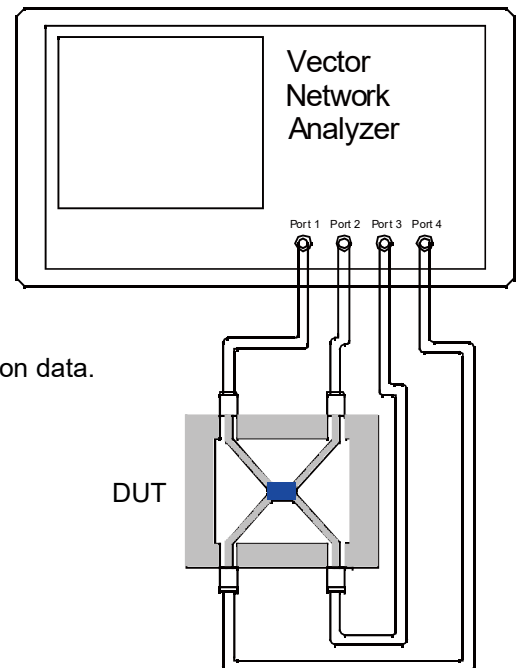 Vector
Network
Analyzer
Port 1 Port 2 Port 3 Port 4
on data.
DUT